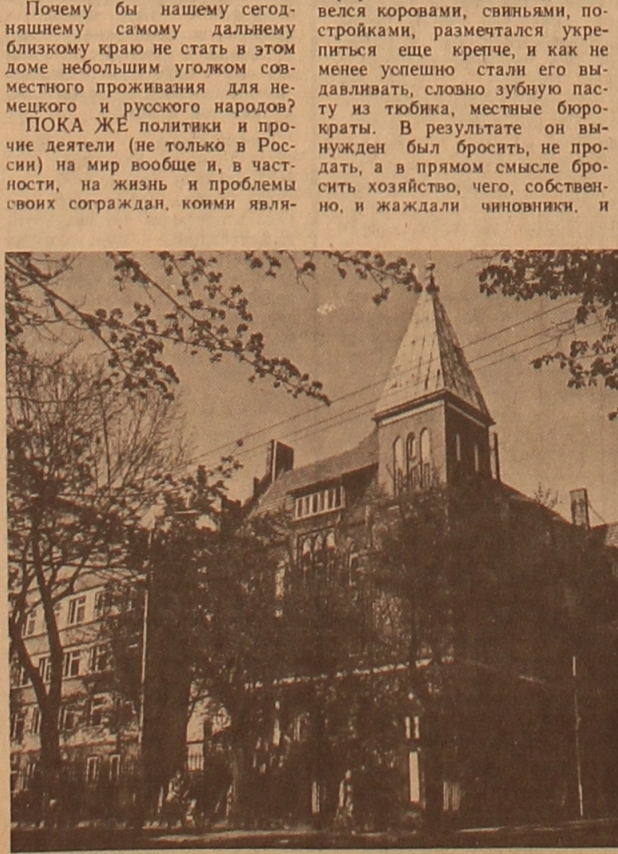 Почему бы нашему сегод-
няшнему самому дальнему
близкому краю не стать в этом
доме небольшим уголком сов-
местного проживания для не-
мецкого и русского народов?
ПОКА ЖЕ политики и про-
чие деятели (не только в Рос-
сии) на мир вообще и, в част-
ности, на жизнь и проблемы
своих сограждан, коими явля-
велся коровами, свиньями, по-
стройками, размечтался укре-
питься еще крепче, и как не
менее успешно стали его вы-
давливать, словно зубную пас-
ту из тюбика, местные бюро-
краты. В результате он вы-
нужден был бросить, не про-
дать, а в прямом смысле бро-
сить хозяйство, чего, собствен-
но, и жаждали чиновники, и